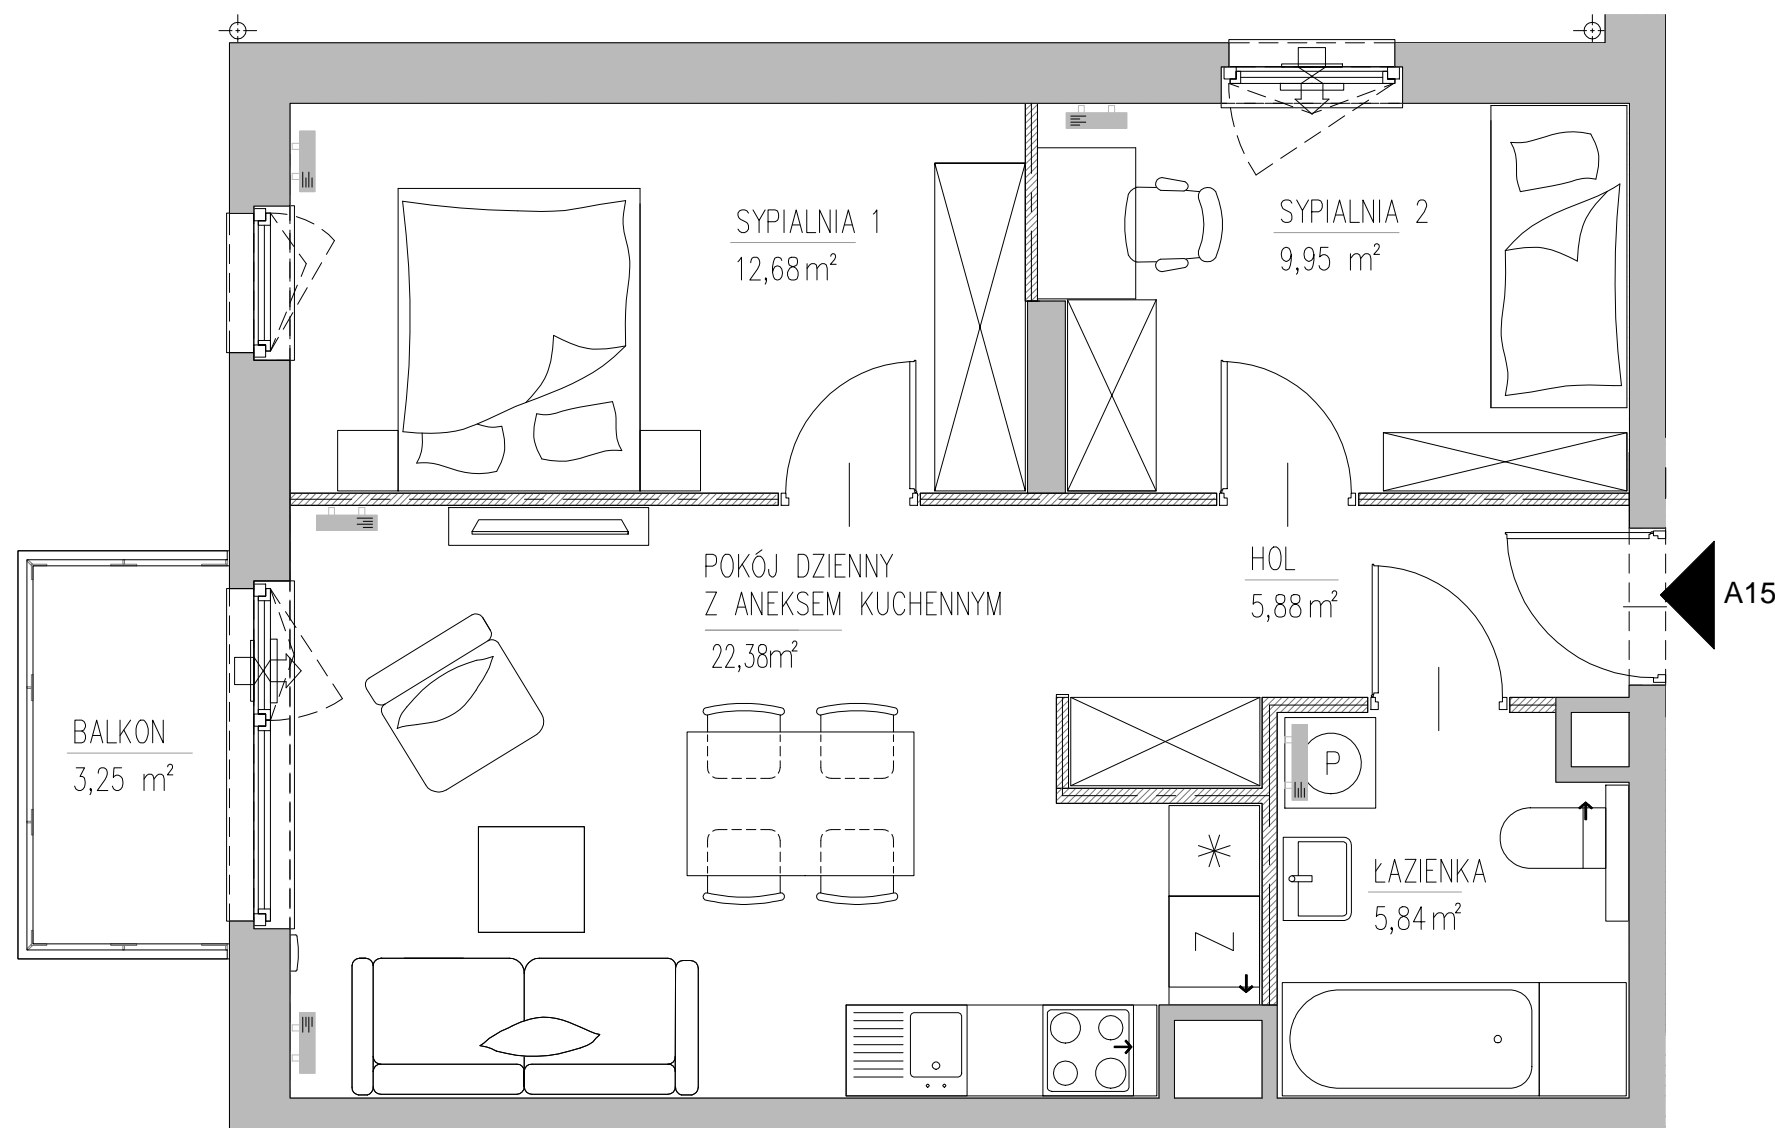 SYPIALNIA 1
12,68 m²
SYPIALNIA 2
9,95 m²
POKÓJ DZIENNY
Z ANEKSEM KUCHENNYM
22,38m²
HOL
5,88 m²
A15
BALKON
3,25 m²
P
ŁAZIENKA
5,84 m²
Z